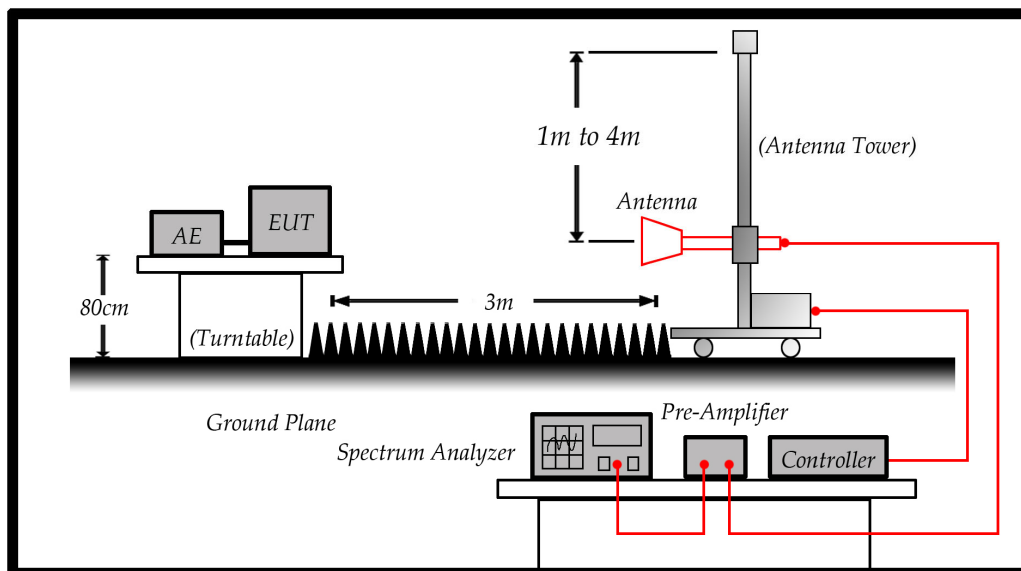 1m to 4m
(Antenna Tower)
Antenna
EUT
AE
80cm
3m
(Turntable)
Ground Plane
Pre-Amplifier
Spectrum Analyzer
Controller